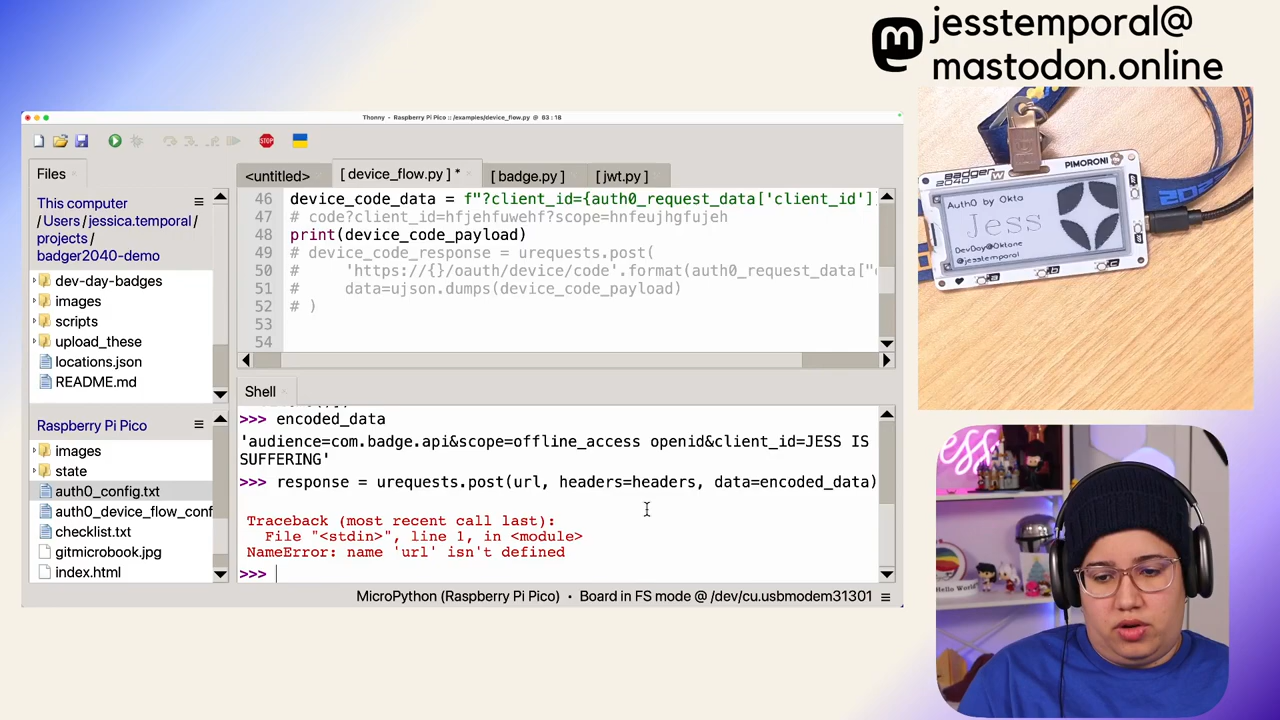 jesstemporal@
mastodon.online
Thonny - Raspberry Pi Pico :: /examples/device_flow.py @ 83 : 18
Files
This computer
/ Users / jessica.temporal /
projects /
badger2040-demo
dev-day-badges
images
scripts
upload_these
locations.json
README.md
Raspberry Pi Pico
images
state
auth0_config.txt
auth0_device_flow_conf
checklist.txt
gitmicrobook.jpg
index.html
<untitled>
[ device_flow.py ] *
[ badge.py ]
[ jwt.py ]
46 device_code_data = f"?client_id={auth0_request_data['client_id']
47 # code?client_id=hfjehfuwehf?scope=hnfeujhgfujeh
48 print(device_code_payload)
49 # device_code_response = urequests.post(
50 #     'https://{}/oauth/device/code'.format(auth0_request_data["
51 #     data=ujson.dumps(device_code_payload)
52 # )
53
54
Shell
>>> encoded_data
'audience=com.badge.api&scope=offline_access openid&client_id=JESS IS
SUFFERING'
>>> response = urequests.post(url, headers=headers, data=encoded_data)
Traceback (most recent call last):
File "<stdin>", line 1, in <module>
NameError: name 'url' isn't defined
>>>
MicroPython (Raspberry Pi Pico) • Board in FS mode @ /dev/cu.usbmodem31301
PIMORONI
badger
2040 W
Auth0 by Okta
Jess
DevDay@Oktane
@jesstemporal
a
b
c
Hello World